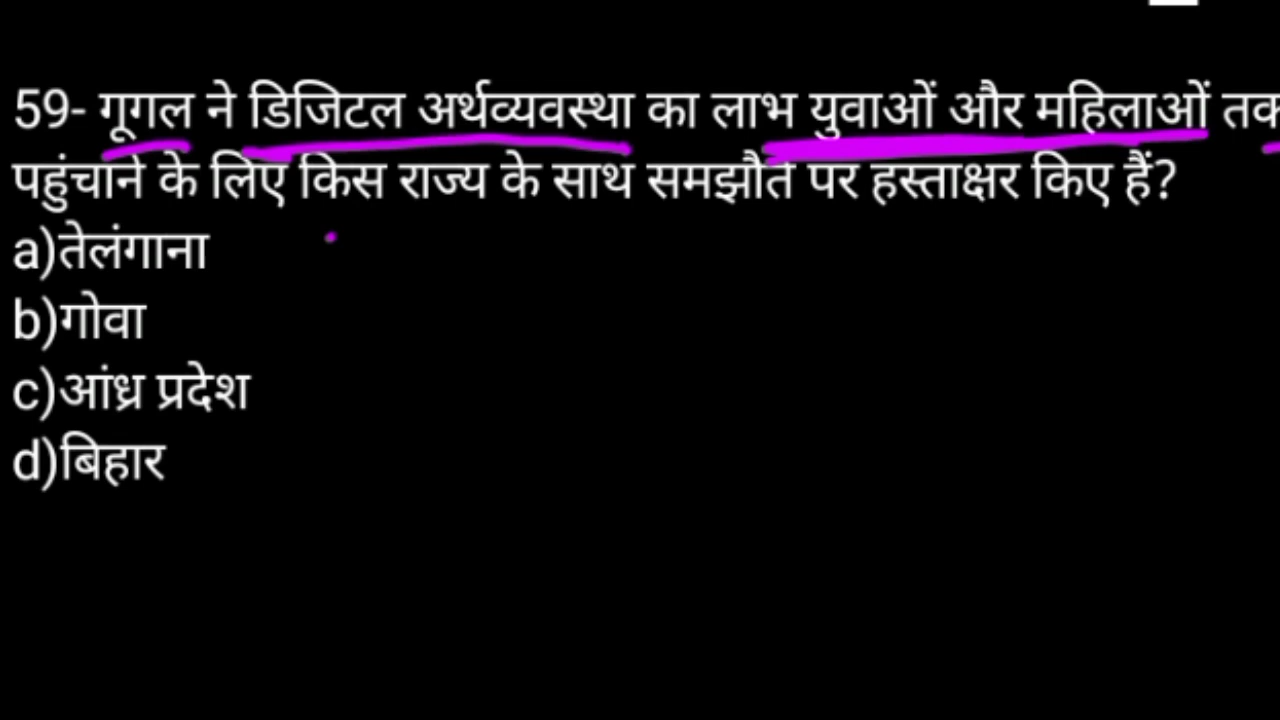 59- गूगल ने डिजिटल अर्थव्यवस्था का लाभ युवाओं और महिलाओं तक
पहुंचाने के लिए किस राज्य के साथ समझौते पर हस्ताक्षर किए हैं?
a)तेलंगाना
b)गोवा
c)आंध्र प्रदेश
d)बिहार